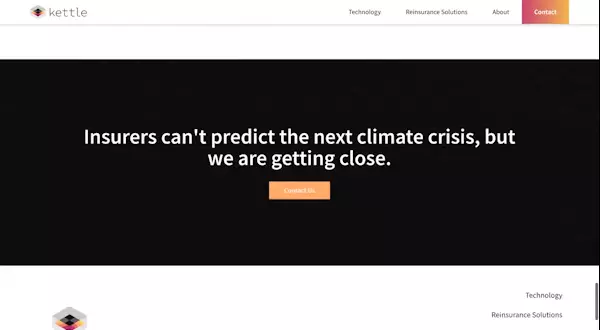 kettle
Technology
Reinsurance Solutions
About
Contact
Insurers can't predict the next climate crisis, but
we are getting close.
Contact Us
Technology
Reinsurance Solutions